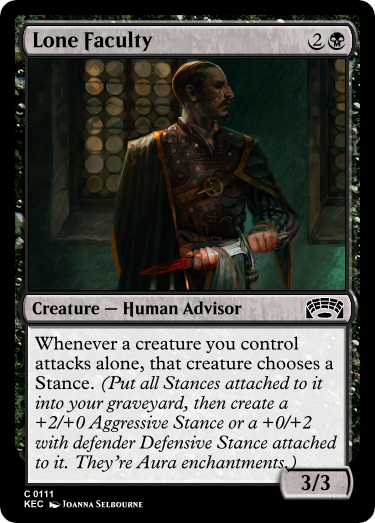 Lone Faculty 2
Creature — Human Advisor
Whenever a creature you control
attacks alone, that creature chooses a
Stance. (Put all Stances attached to it
into your graveyard, then create a
+2/+0 Aggressive Stance or a +0/+2
with defender Defensive Stance attached
to it. They're Aura enchantments.)
3/3
C 0111
KEC Ioanna Selbourne